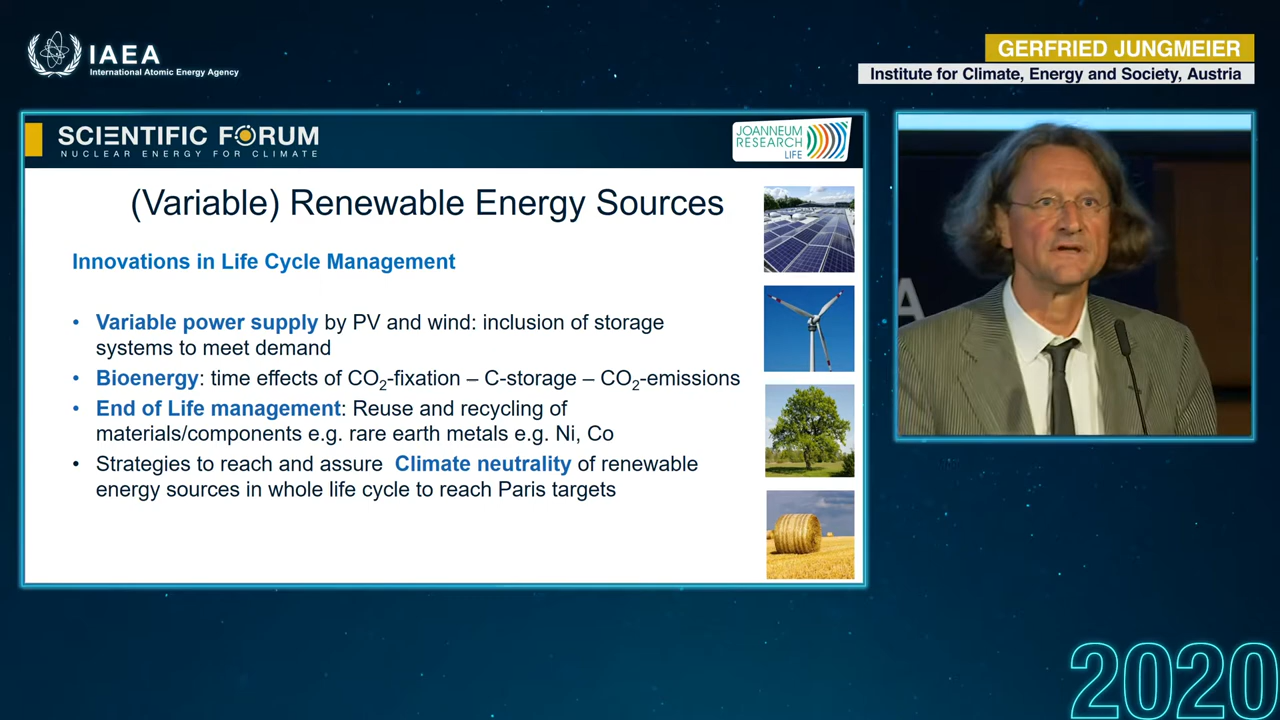 IAEA
International Atomic Energy Agency
GERFRIED JUNGMEIER
Institute for Climate, Energy and Society, Austria
SCIENTIFIC FORUM
NUCLEAR ENERGY FOR CLIMATE
JOANNEUM
RESEARCH
LIFE
(Variable) Renewable Energy Sources
Innovations in Life Cycle Management
• Variable power supply by PV and wind: inclusion of storage
systems to meet demand
• Bioenergy: time effects of CO₂-fixation – C-storage – CO₂-emissions
• End of Life management: Reuse and recycling of
materials/components e.g. rare earth metals e.g. Ni, Co
• Strategies to reach and assure Climate neutrality of renewable
energy sources in whole life cycle to reach Paris targets
A
2020